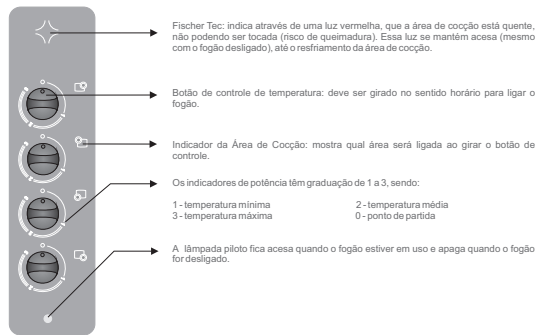 Fischer Tec: indica através de uma luz vermelha, que a área de cocção está quente,
não podendo ser tocada (risco de queimadura). Essa luz se mantém acesa (mesmo
com o fogão desligado), até o resfriamento da área de cocção.
Botão de controle de temperatura: deve ser girado no sentido horário para ligar o
fogão.
Indicador da Área de Cocção: mostra qual área será ligada ao girar o botão de
controle.
Os indicadores de potência têm graduação de 1 a 3, sendo:
1 - temperatura mínima 2 - temperatura média
3 - temperatura máxima 0 - ponto de partida
A lâmpada piloto fica acesa quando o fogão estiver em uso e apaga quando o fogão
for desligado.